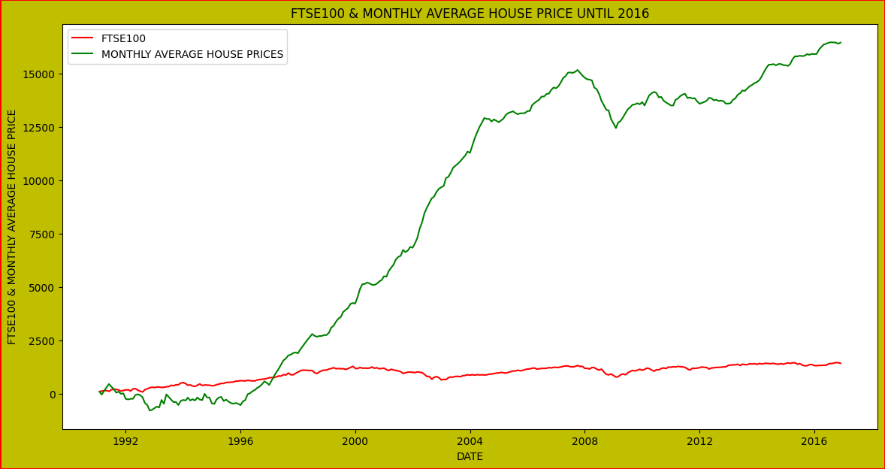 FTSE100 & MONTHLY AVERAGE HOUSE PRICE UNTIL 2016
FTSE100
MONTHLY AVERAGE HOUSE PRICES
FTSE100 & MONTHLY AVERAGE HOUSE PRICE
15000
12500
10000
7500
5000
2500
0
1992 1996 2000 2004 2008 2012 2016
DATE